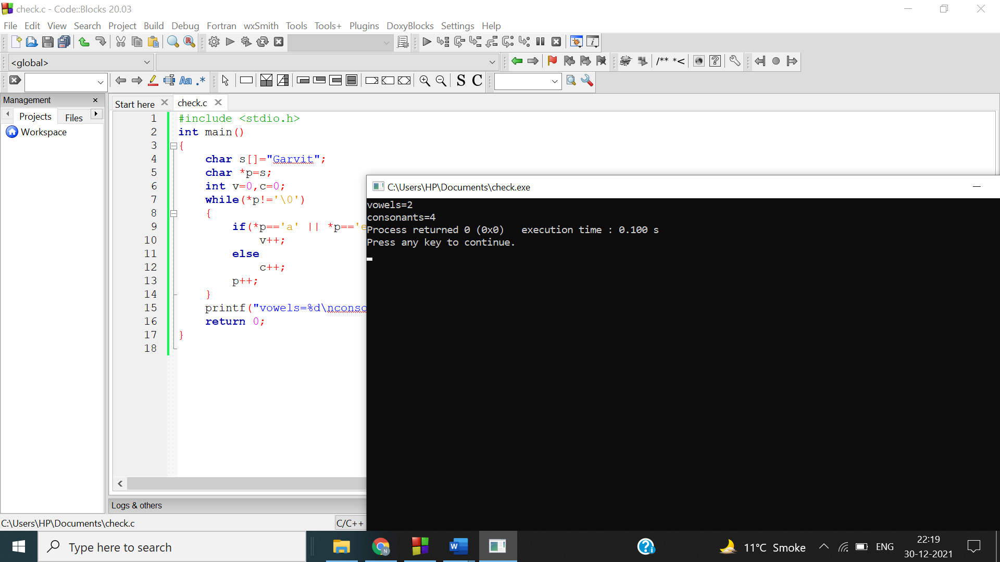 check.c - Code::Blocks 20.03
File Edit View Search Project Build Debug Fortran wxSmith Tools Tools+ Plugins DoxyBlocks Settings Help
<global>
/** *<
Aa .* S C
Management
Projects Files
Workspace
Start here check.c
1 #include <stdio.h>
2 int main()
3 {
4 char s[]="Garvit";
5 char *p=s;
6 int v=0,c=0;
7 while(*p!='\0')
8 {
9 if(*p=='a' || *p=='e
10 v++;
11 else
12 c++;
13 p++;
14 }
15 printf("vowels=%d\nconso
16 return 0;
17 }
18
C:\Users\HP\Documents\check.exe
vowels=2
consonants=4
Process returned 0 (0x0) execution time : 0.100 s
Press any key to continue.
Logs & others
C:\Users\HP\Documents\check.c C/C++
Type here to search
11°C Smoke ENG
22:19
30-12-2021